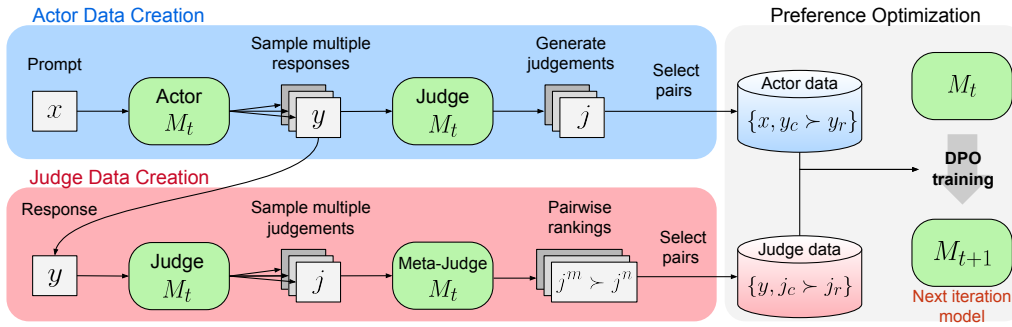 Actor Data Creation
Prompt
x
Actor
M_t
Sample multiple
responses
y
Judge
M_t
Generate
judgements
j
Select
pairs
Judge Data Creation
Response
y
Judge
M_t
Sample multiple
judgements
j
Meta-Judge
M_t
Pairwise
rankings
j^m ≻ j^n
Select
pairs
Preference Optimization
Actor data
{x, y_c ≻ y_r}
Judge data
{y, j_c ≻ j_r}
M_t
DPO
training
M_{t+1}
Next iteration
model